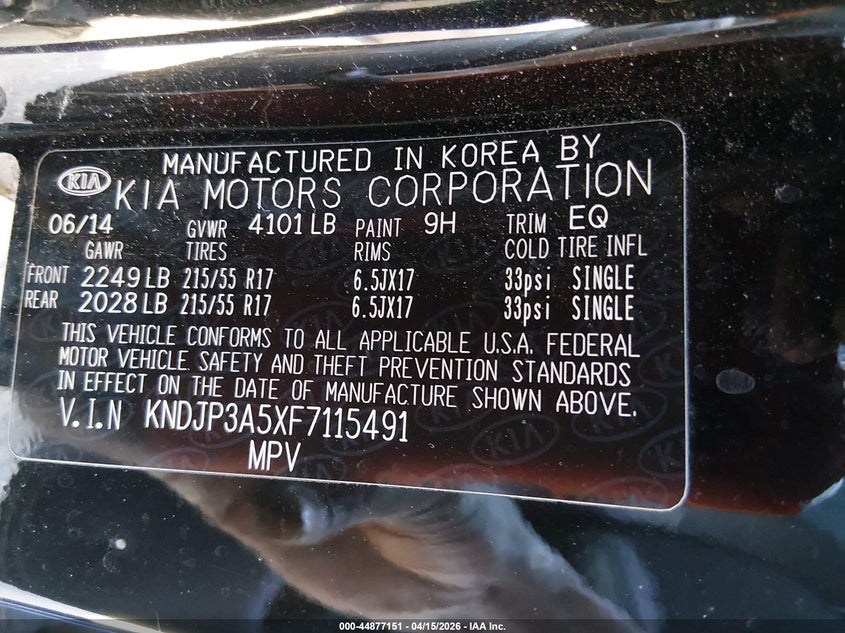 MANUFACTURED IN KOREA BY
KIA KIA MOTORS CORPORATION
06/14 GVWR 4101 LB PAINT 9H TRIM EQ
GAWR TIRES RIMS COLD TIRE INFL
FRONT 2249 LB 215/55 R17 6.5JX17 33psi SINGLE
REAR 2028 LB 215/55 R17 6.5JX17 33psi SINGLE
THIS VEHICLE CONFORMS TO ALL APPLICABLE U.S.A. FEDERAL
MOTOR VEHICLE SAFETY AND THEFT PREVENTION STANDARDS
IN EFFECT ON THE DATE OF MANUFACTURE SHOWN ABOVE.
V.I.N KNDJP3A5XF7115491
MPV
000-44877151 - 04/15/2026 - IAA Inc.